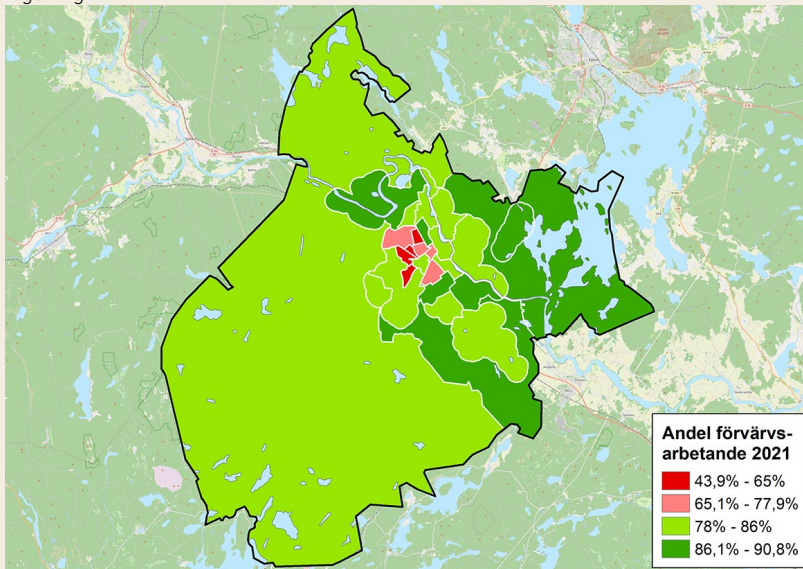 Andel förvärvs-
arbetande 2021
43,9% - 65%
65,1% - 77,9%
78% - 86%
86,1% - 90,8%